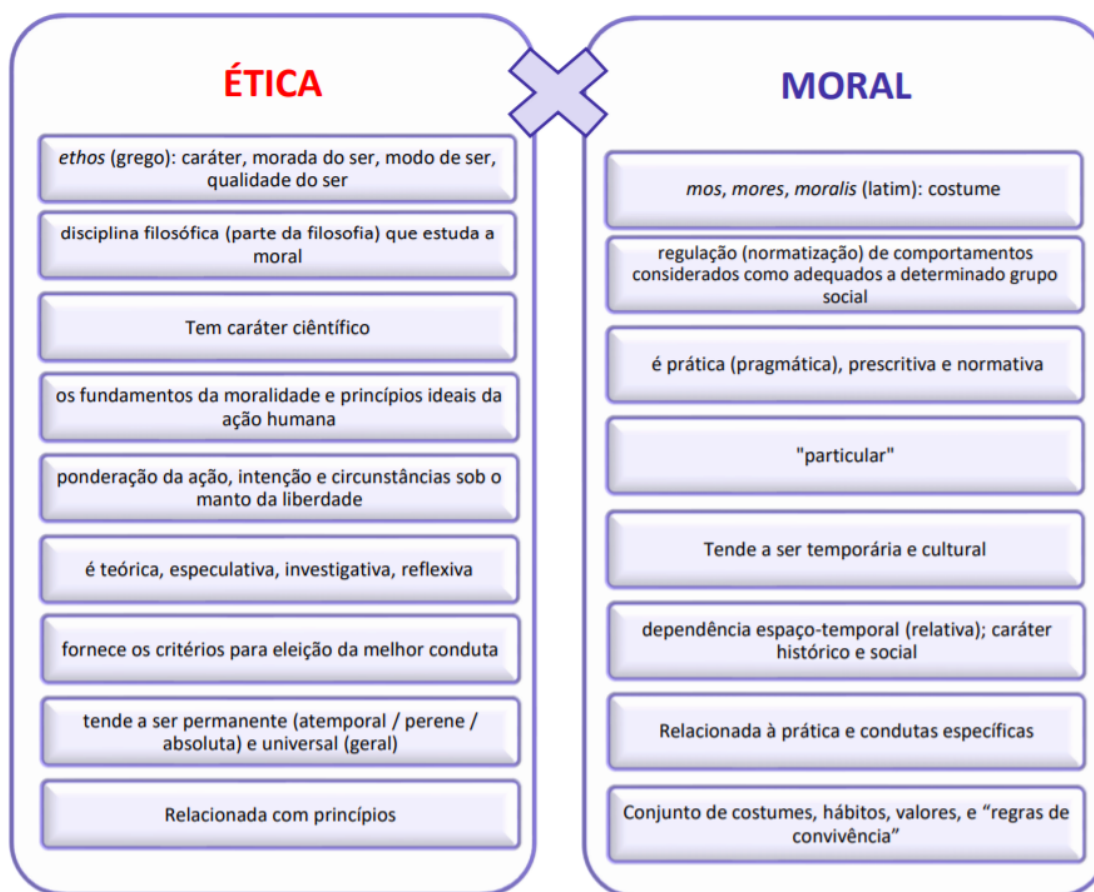 ÉTICA
ethos (grego): caráter, morada do ser, modo de ser,
qualidade do ser
disciplina filosófica (parte da filosofia) que estuda a
moral
Tem caráter ciêntífico
os fundamentos da moralidade e princípios ideais da
ação humana
ponderação da ação, intenção e circunstâncias sob o
manto da liberdade
é teórica, especulativa, investigativa, reflexiva
fornece os critérios para eleição da melhor conduta
tende a ser permanente (atemporal / perene /
absoluta) e universal (geral)
Relacionada com princípios
MORAL
mos, mores, moralis (latim): costume
regulação (normatização) de comportamentos
considerados como adequados a determinado grupo
social
é prática (pragmática), prescritiva e normativa
"particular"
Tende a ser temporária e cultural
dependência espaço-temporal (relativa); caráter
histórico e social
Relacionada à prática e condutas específicas
Conjunto de costumes, hábitos, valores, e “regras de
convivência”